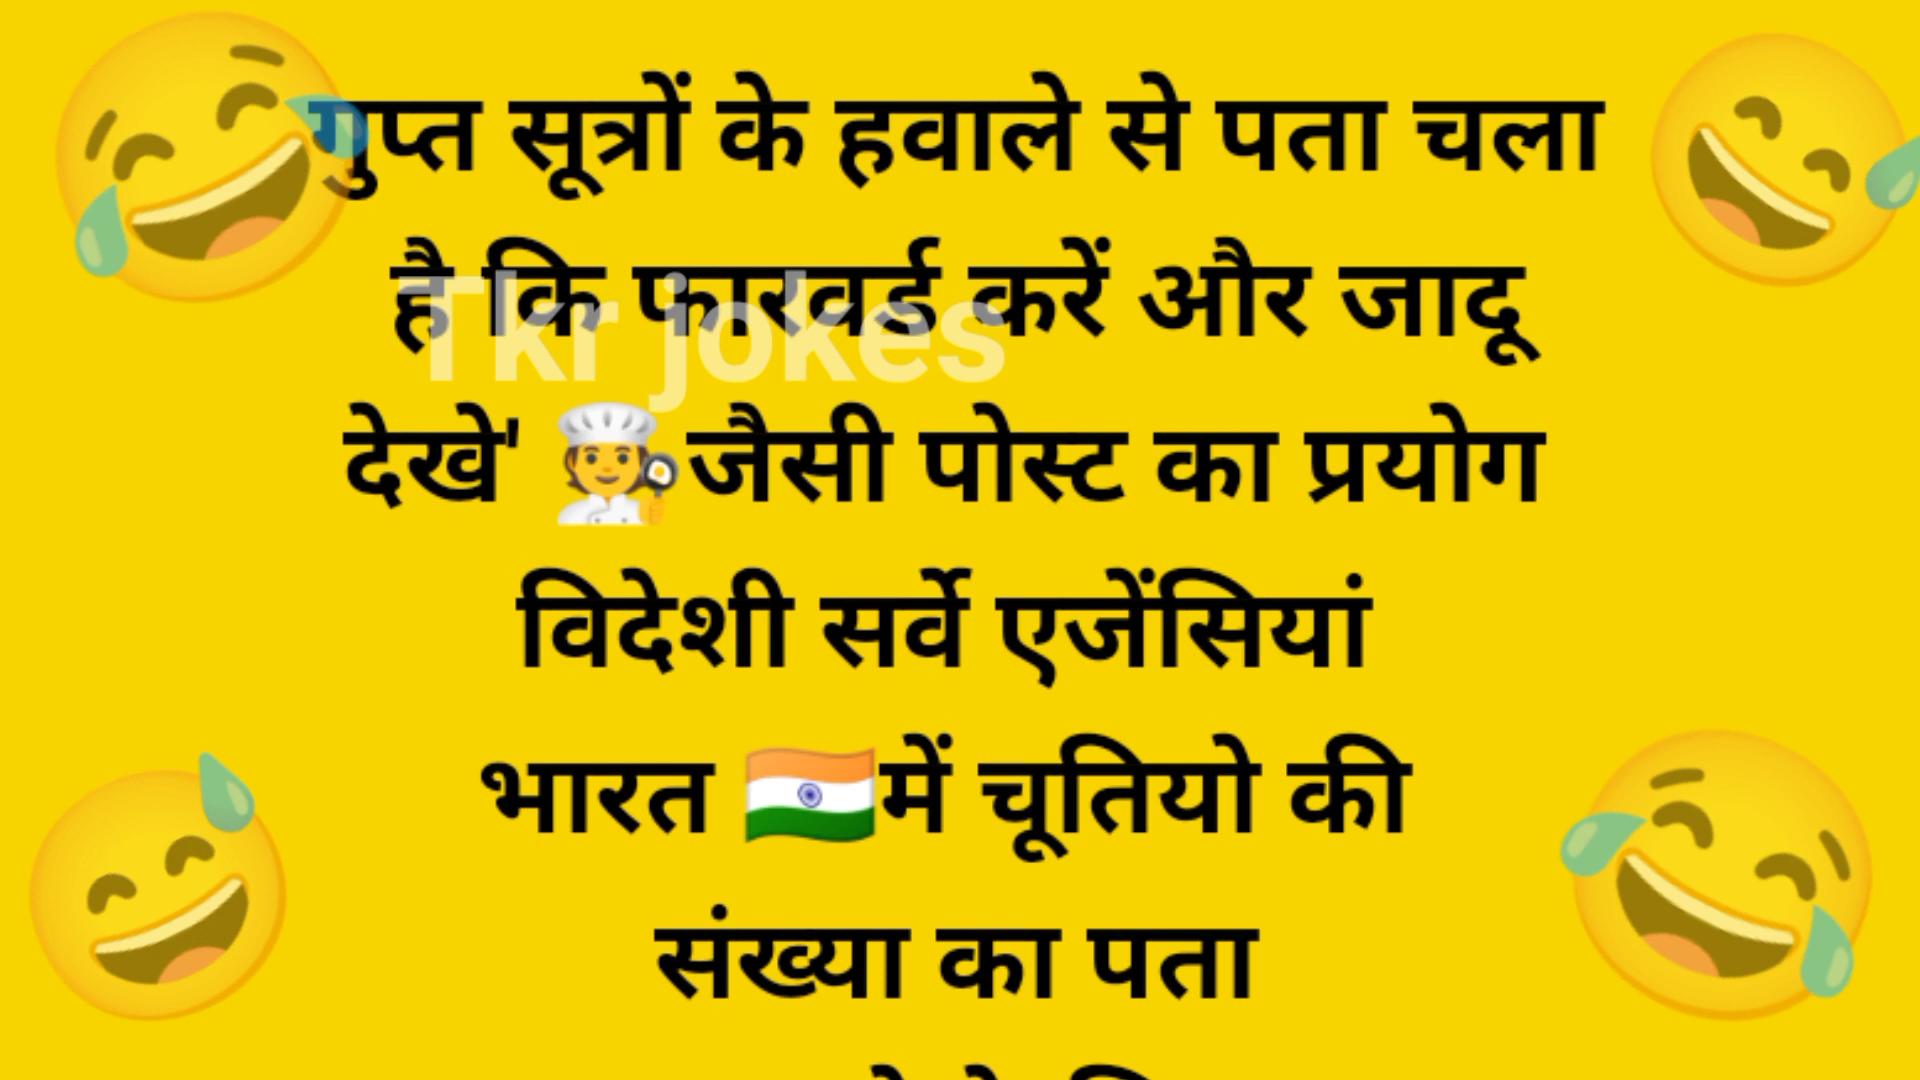 गुप्त सूत्रों के हवाले से पता चला
है कि फारवर्ड करें और जादू
Tkr jokes
देखे' जैसी पोस्ट का प्रयोग
विदेशी सर्वे एजेंसियां
भारत में चूतियो की
संख्या का पता